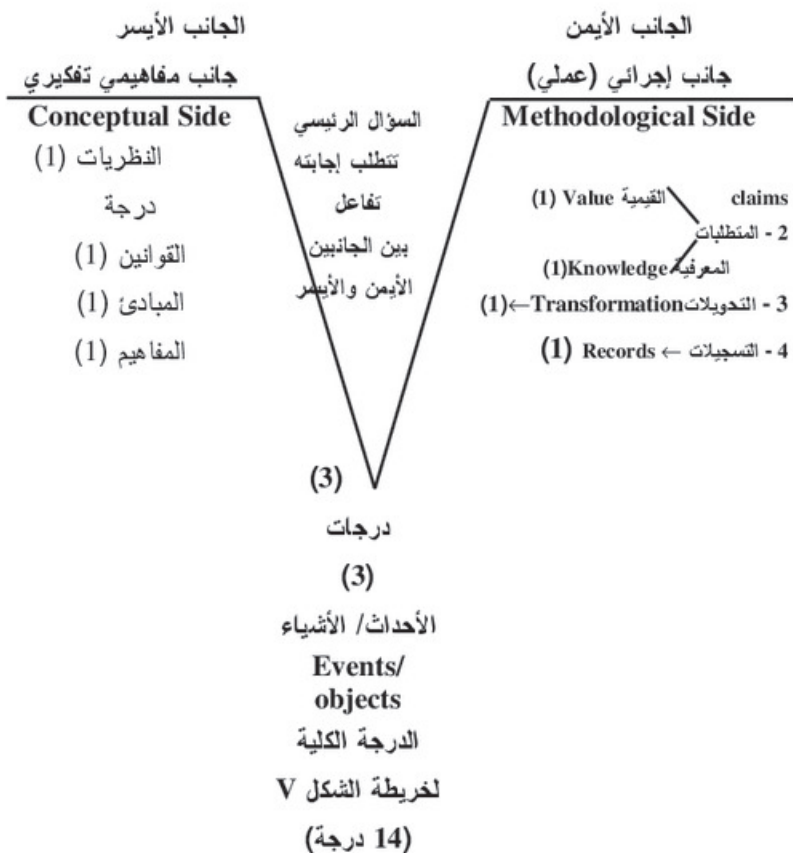 الجانب الأيمن
جانب إجرائي (عملي)
Methodological Side
claims القيمية Value (1)
2 - المتطلبات
المعرفية Knowledge(1)
3 - التحويلات Transformation←(1)
4 - التسجيلات ← Records (1)
السؤال الرئيسي
تتطلب إجابته
تفاعل
بين الجانبين
الأيمن والأيسر
الجانب الأيسر
جانب مفاهيمي تفكيري
Conceptual Side
النظريات (1)
درجة
القوانين (1)
المبادئ (1)
المفاهيم (1)
(3)
درجات
(3)
الأحداث/ الأشياء
Events/
objects
الدرجة الكلية
لخريطة الشكل V
(14 درجة)